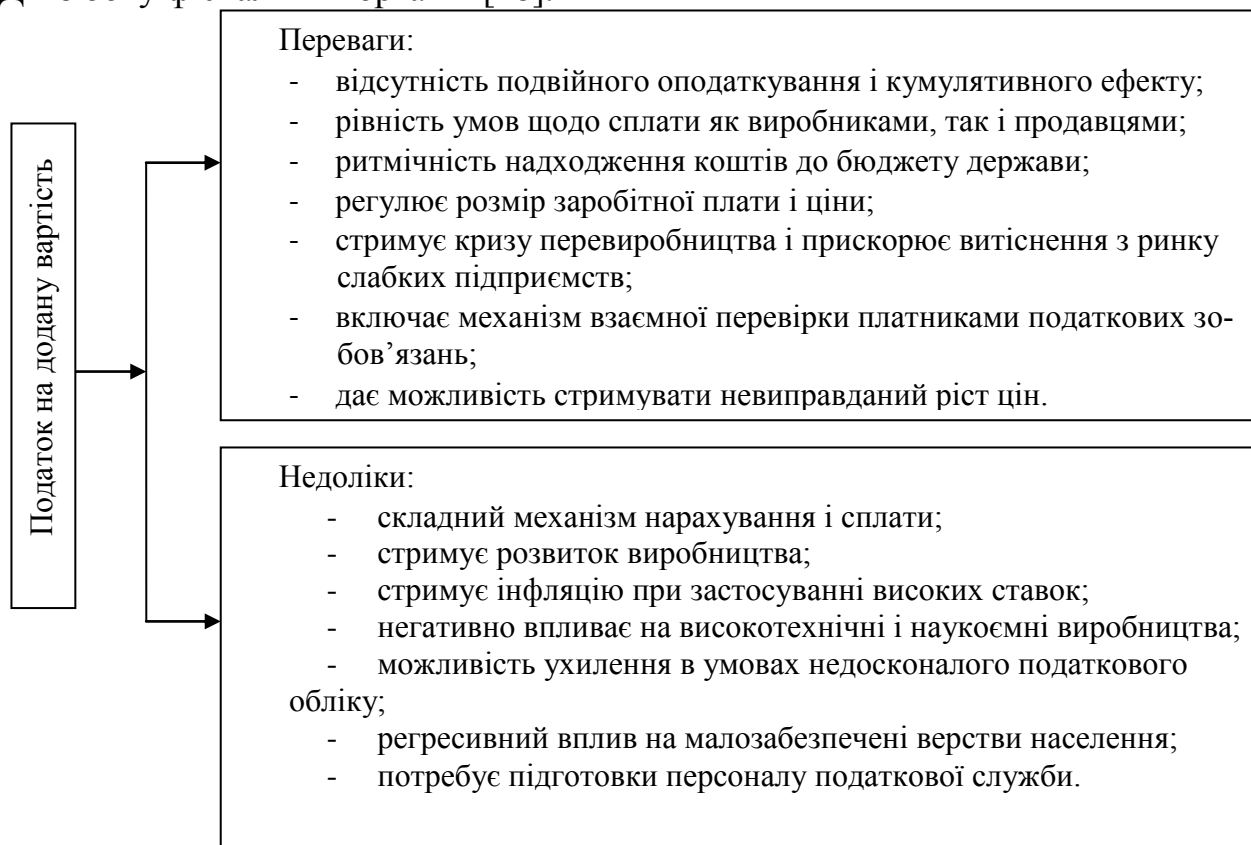 Податок на додану вартість
Переваги:
- відсутність подвійного оподаткування і кумулятивного ефекту;
- рівність умов щодо сплати як виробниками, так і продавцями;
- ритмічність надходження коштів до бюджету держави;
- регулює розмір заробітної плати і ціни;
- стримує кризу перевиробництва і прискорює витіснення з ринку
слабких підприємств;
- включає механізм взаємної перевірки платниками податкових зо-
бов’язань;
- дає можливість стримувати невиправданий ріст цін.
Недоліки:
- складний механізм нарахування і сплати;
- стримує розвиток виробництва;
- стримує інфляцію при застосуванні високих ставок;
- негативно впливає на високотехнічні і наукоємні виробництва;
- можливість ухилення в умовах недосконалого податкового
обліку;
- регресивний вплив на малозабезпечені верстви населення;
- потребує підготовки персоналу податкової служби.